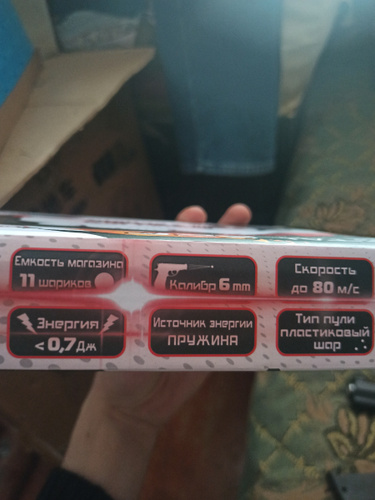 Емкость магазина
11 шариков
Калибр 6 mm
Скорость
до 80 м/с
Энергия
< 0,7 Дж
Источник энергии
ПРУЖИНА
Тип пули
пластиковый
шар